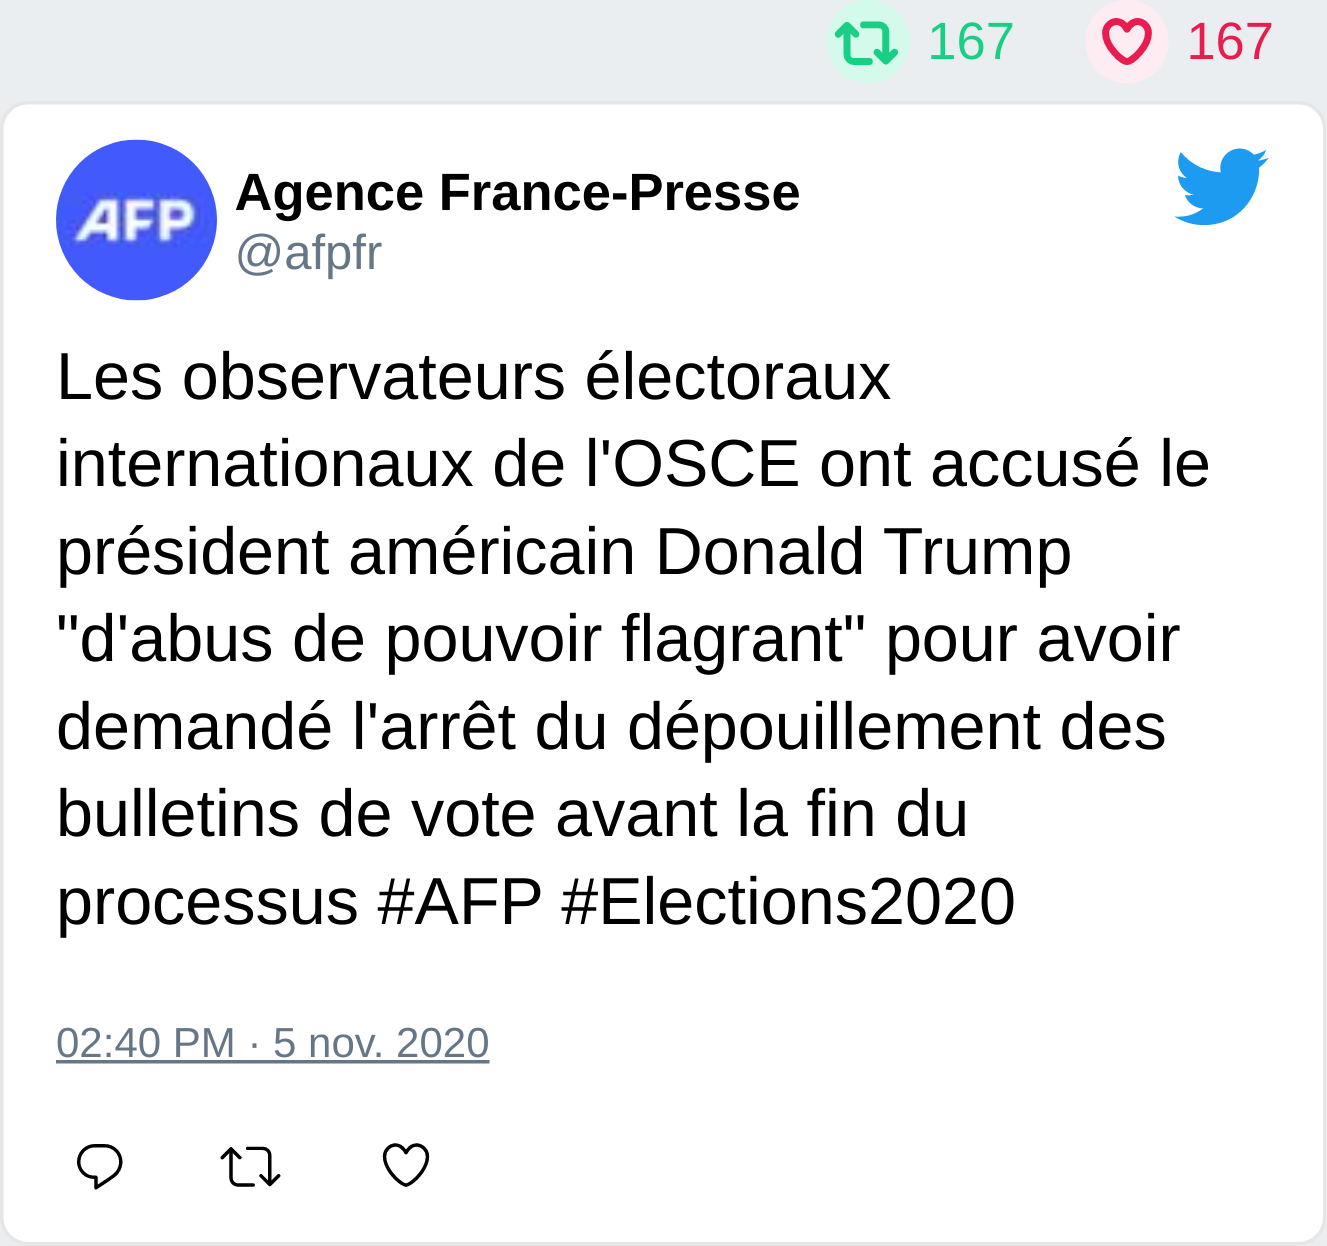 167 167
AFP
Agence France-Presse
@afpfr
Les observateurs électoraux
internationaux de l'OSCE ont accusé le
président américain Donald Trump
"d'abus de pouvoir flagrant" pour avoir
demandé l'arrêt du dépouillement des
bulletins de vote avant la fin du
processus #AFP #Elections2020
02:40 PM · 5 nov. 2020